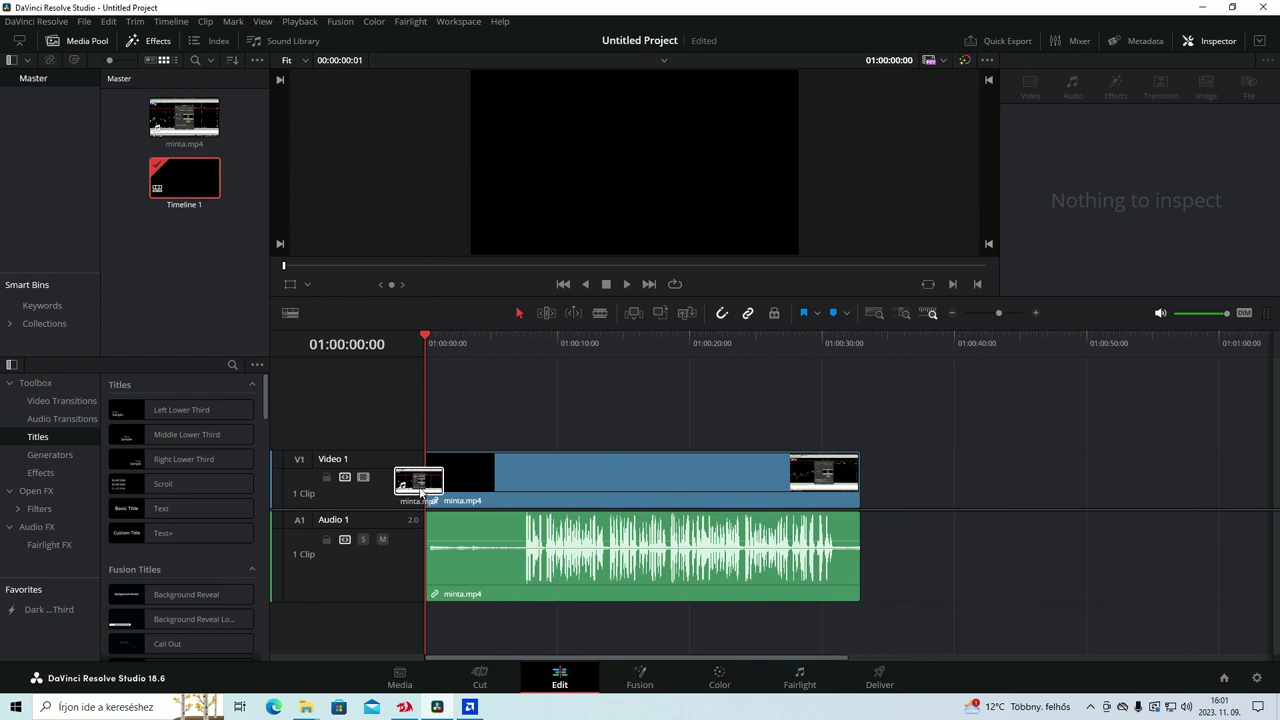 DaVinci Resolve Studio - Untitled Project
DaVinci Resolve File Edit Trim Timeline Clip Mark View Playback Fusion Color Fairlight Workspace Help
Media Pool Effects Index Sound Library Untitled Project Edited Quick Export Mixer Metadata Inspector
Fit 00:00:00:01 01:00:00:00
Master Master
Video Audio Effects Transition Image File
minta.mp4
Timeline 1
Nothing to inspect
Smart Bins
Keywords
Collections
DIM
01:00:00:00 01:00:00:00 01:00:10:00 01:00:20:00 01:00:30:00 01:00:40:00 01:00:50:00 01:01:00:00
Toolbox Titles
Video Transitions
Audio Transitions
Titles
Generators
Effects
Open FX
Filters
Audio FX
Fairlight FX
Favorites
Dark ...Third
Left Lower Third
Middle Lower Third
Right Lower Third
Scroll
Basic Title Text
Custom Title Text+
Fusion Titles
Background Reveal
Background Reveal Lo...
Call Out
V1 Video 1
1 Clip
minta.mp4
A1 Audio 1 2.0
S M
1 Clip
minta.mp4
DaVinci Resolve Studio 18.6
Media Cut Edit Fusion Color Fairlight Deliver
Írjon ide a kereséshez
12°C Többny. felhős
16:01
2023. 11. 09.